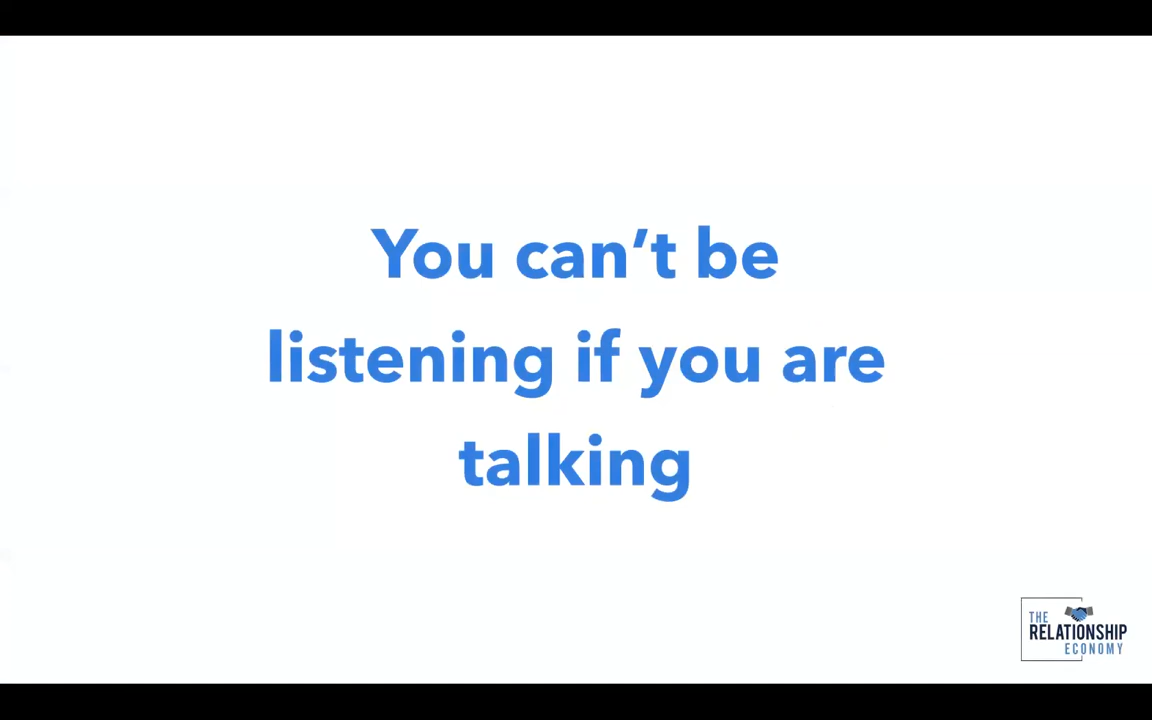 You can’t be
listening if you are
talking
THE
RELATIONSHIP
ECONOMY